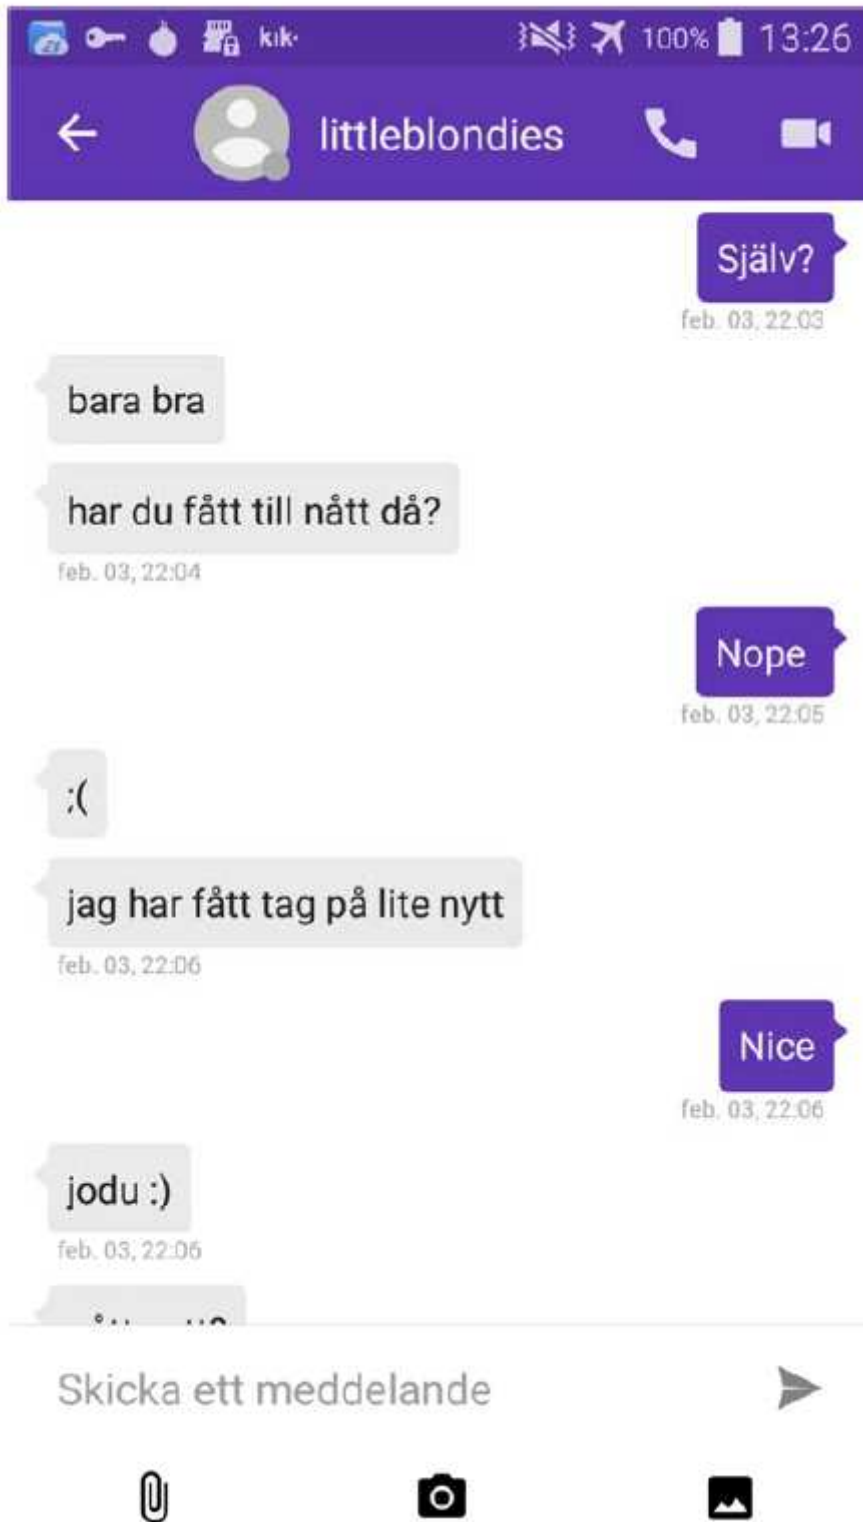 kik·
100% 13:26
littleblondies
Själv?
feb. 03, 22:03
bara bra
har du fått till nått då?
feb. 03, 22:04
Nope
feb. 03, 22:05
;(
jag har fått tag på lite nytt
feb. 03, 22:06
Nice
feb. 03, 22:06
jodu :)
feb. 03, 22:06
Skicka ett meddelande